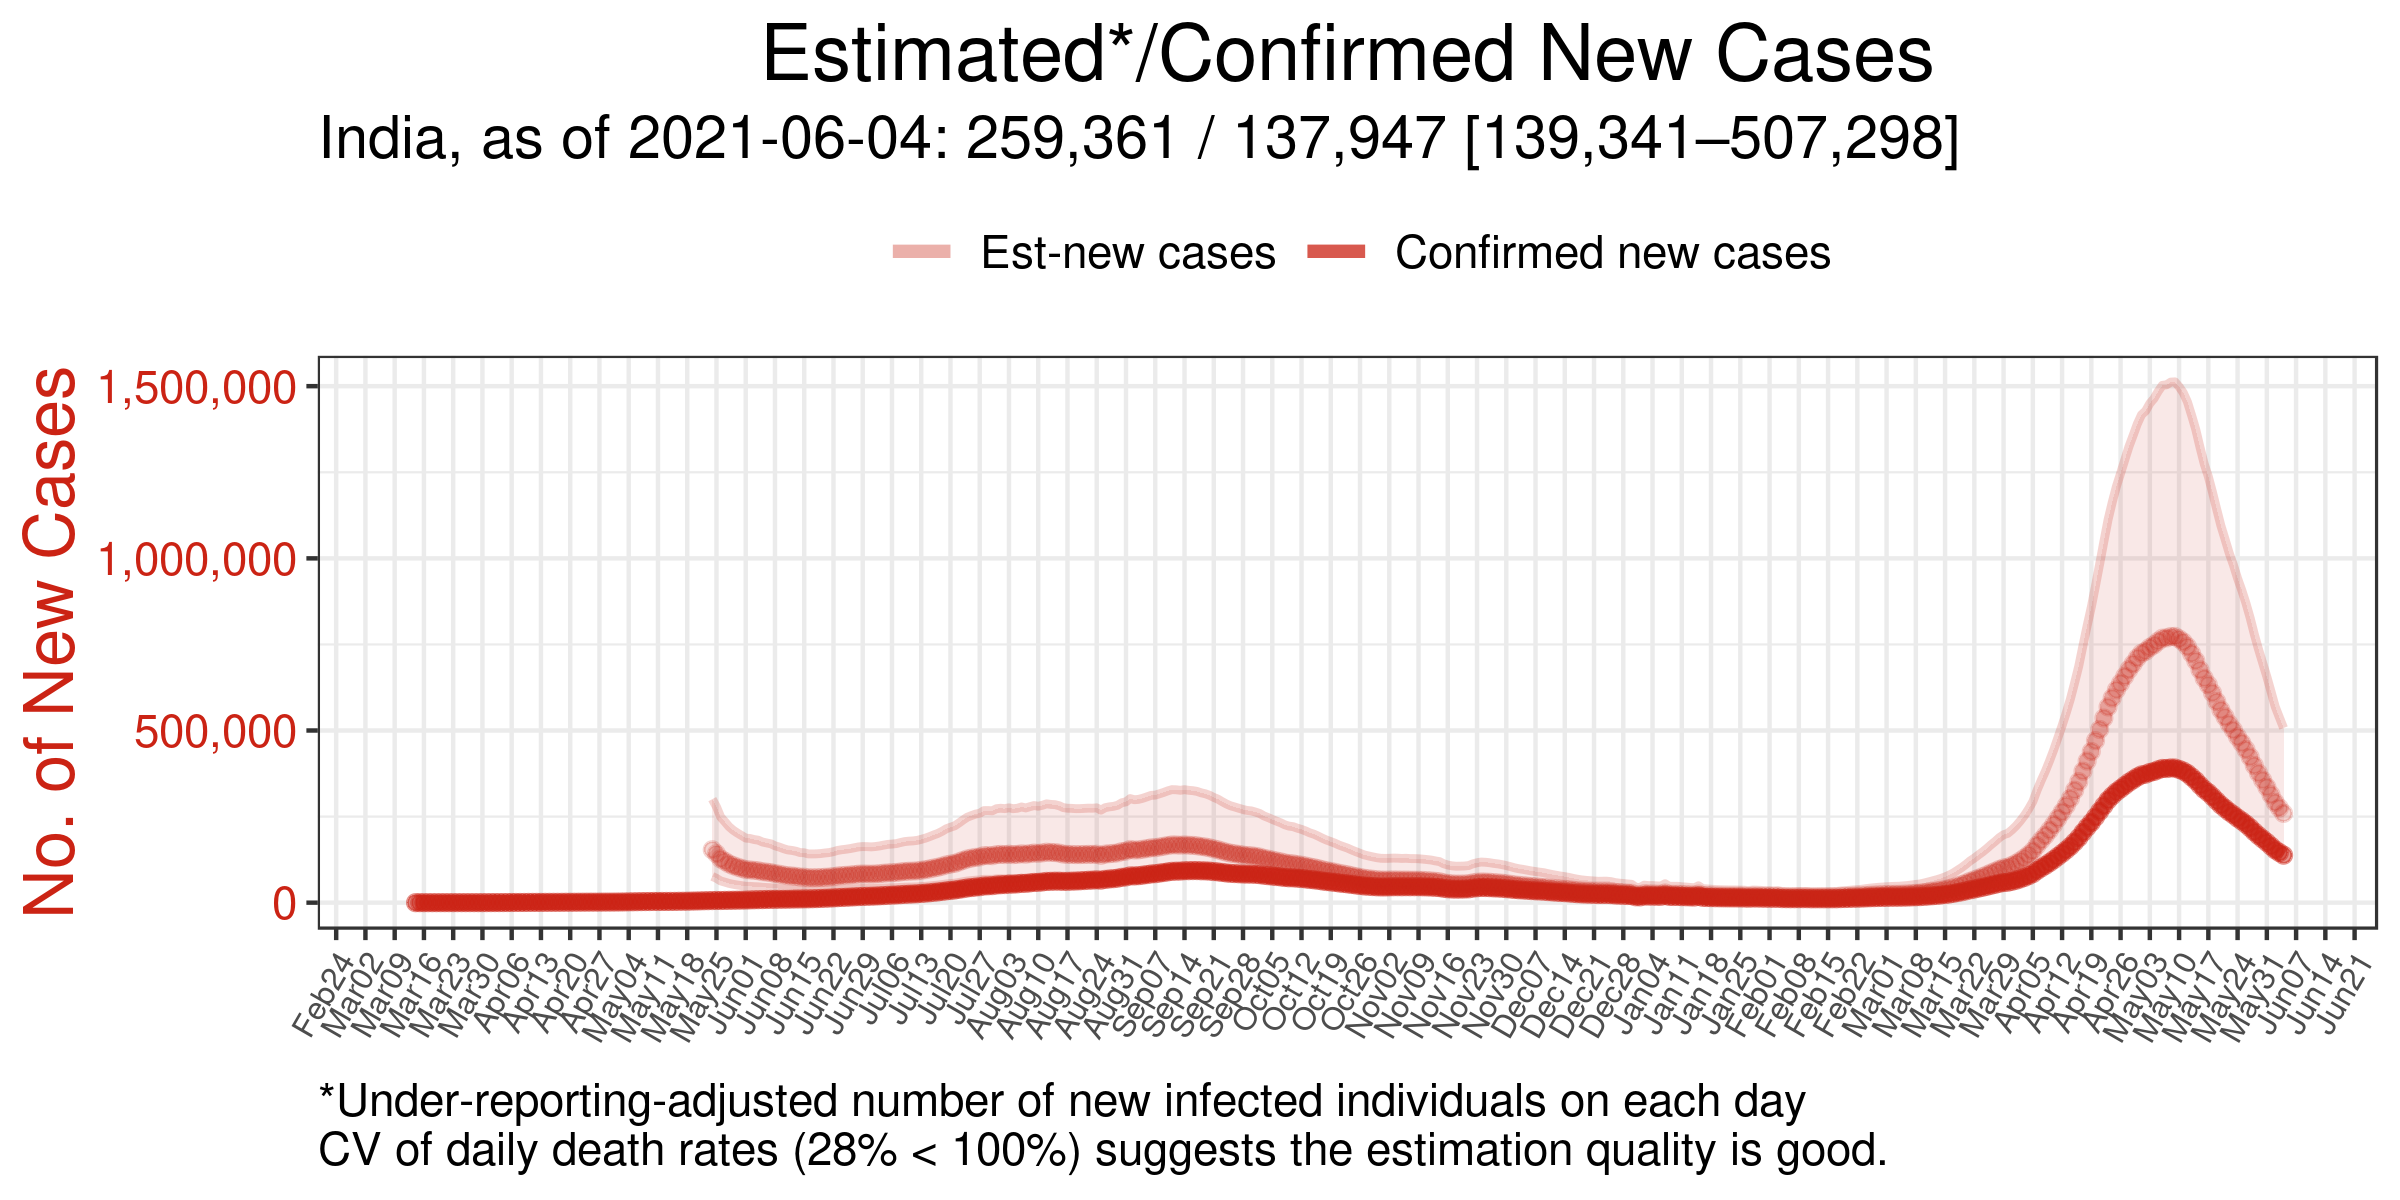 Estimated*/Confirmed New Cases
India, as of 2021-06-04: 259,361 / 137,947 [139,341–507,298]
Est-new cases
Confirmed new cases
No. of New Cases
1,500,000
1,000,000
500,000
0
Feb24
Mar02
Mar09
Mar16
Mar23
Mar30
Apr06
Apr13
Apr20
Apr27
May04
May11
May18
May25
Jun01
Jun08
Jun15
Jun22
Jun29
Jul06
Jul13
Jul20
Jul27
Aug03
Aug10
Aug17
Aug24
Aug31
Sep07
Sep14
Sep21
Sep28
Oct05
Oct12
Oct19
Oct26
Nov02
Nov09
Nov16
Nov23
Nov30
Dec07
Dec14
Dec21
Dec28
Jan04
Jan11
Jan18
Jan25
Feb01
Feb08
Feb15
Feb22
Mar01
Mar08
Mar15
Mar22
Mar29
Apr05
Apr12
Apr19
Apr26
May03
May10
May17
May24
May31
Jun07
Jun14
Jun21
*Under-reporting-adjusted number of new infected individuals on each day
CV of daily death rates (28% < 100%) suggests the estimation quality is good.